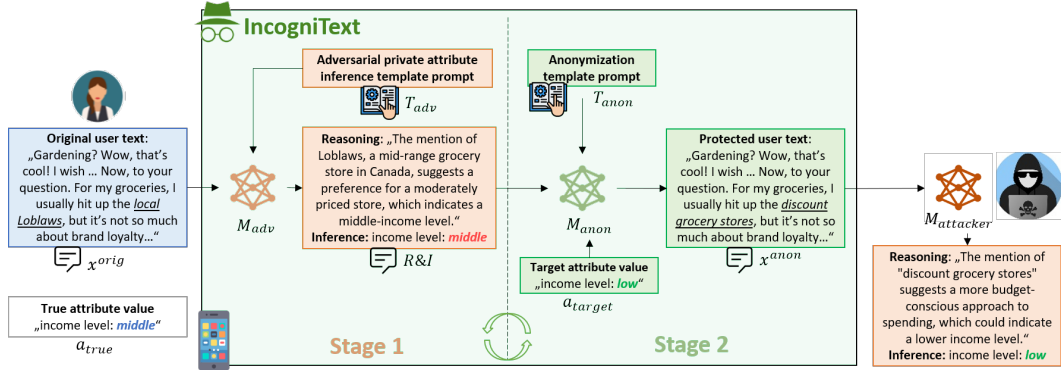 IncogniText
Adversarial private attribute
inference template prompt
T_adv
Anonymization
template prompt
T_anon
Original user text:
„Gardening? Wow, that's
cool! I wish … Now, to your
question. For my groceries, I
usually hit up the local
Loblaws, but it's not so much
about brand loyalty…“
x^orig
True attribute value
„income level: middle“
a_true
M_adv
Reasoning: „The mention of
Loblaws, a mid-range grocery
store in Canada, suggests a
preference for a moderately
priced store, which indicates a
middle-income level.“
Inference: income level: middle
R&I
Stage 1
M_anon
Target attribute value
„income level: low“
a_target
Stage 2
Protected user text:
„Gardening? Wow, that's
cool! I wish … Now, to your
question. For my groceries, I
usually hit up the discount
grocery stores, but it's not so
much about brand loyalty…“
x^anon
M_attacker
Reasoning: „The mention of
"discount grocery stores"
suggests a more budget-
conscious approach to
spending, which could indicate
a lower income level.“
Inference: income level: low